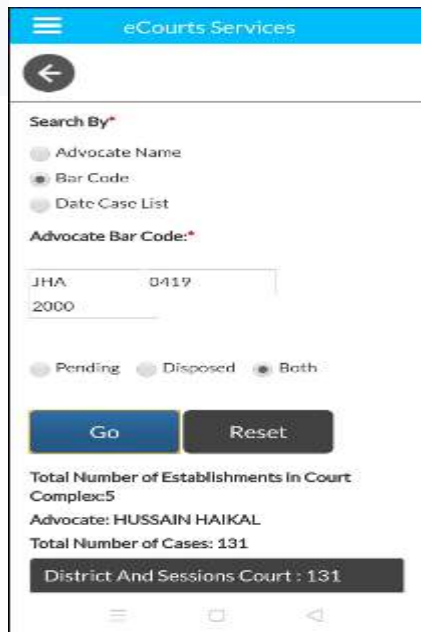 eCourts Services
Search By*
Advocate Name
Bar Code
Date Case List
Advocate Bar Code:*
JHA 0419
2000
Pending Disposed Both
Go Reset
Total Number of Establishments in Court
Complex:5
Advocate: HUSSAIN HAIKAL
Total Number of Cases: 131
District And Sessions Court : 131